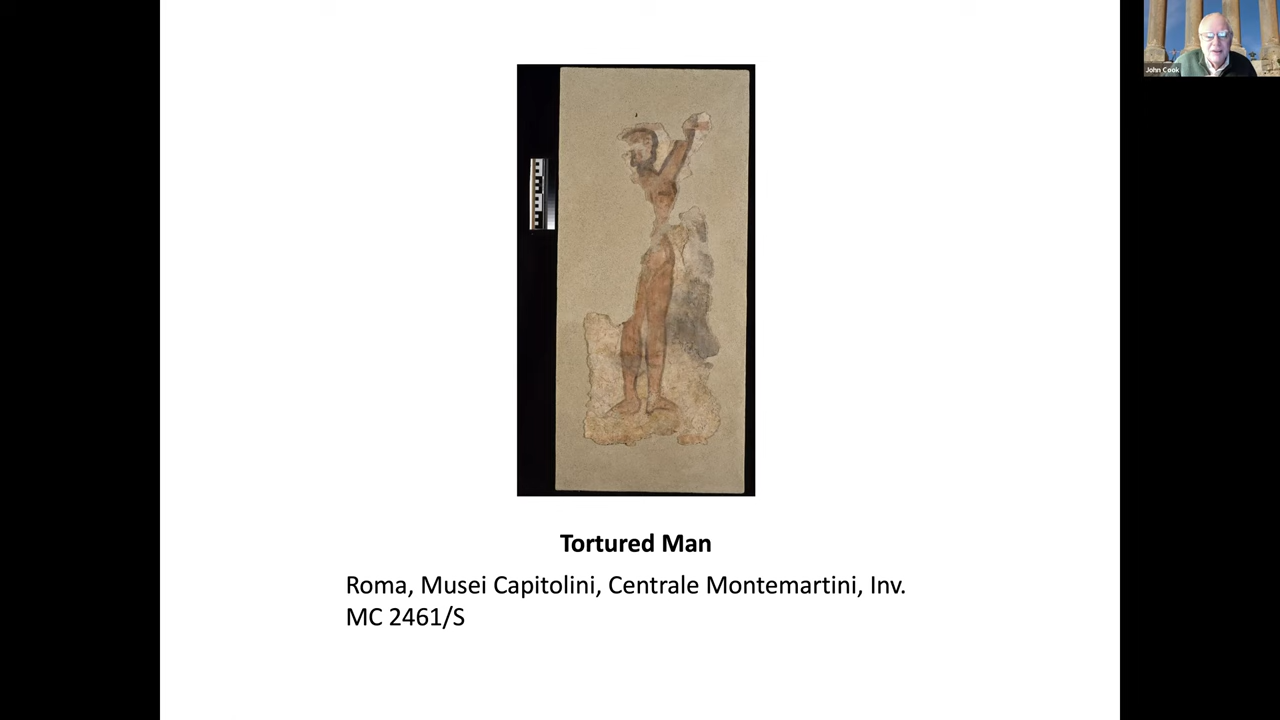 John Cook
Tortured Man
Roma, Musei Capitolini, Centrale Montemartini, Inv.
MC 2461/S